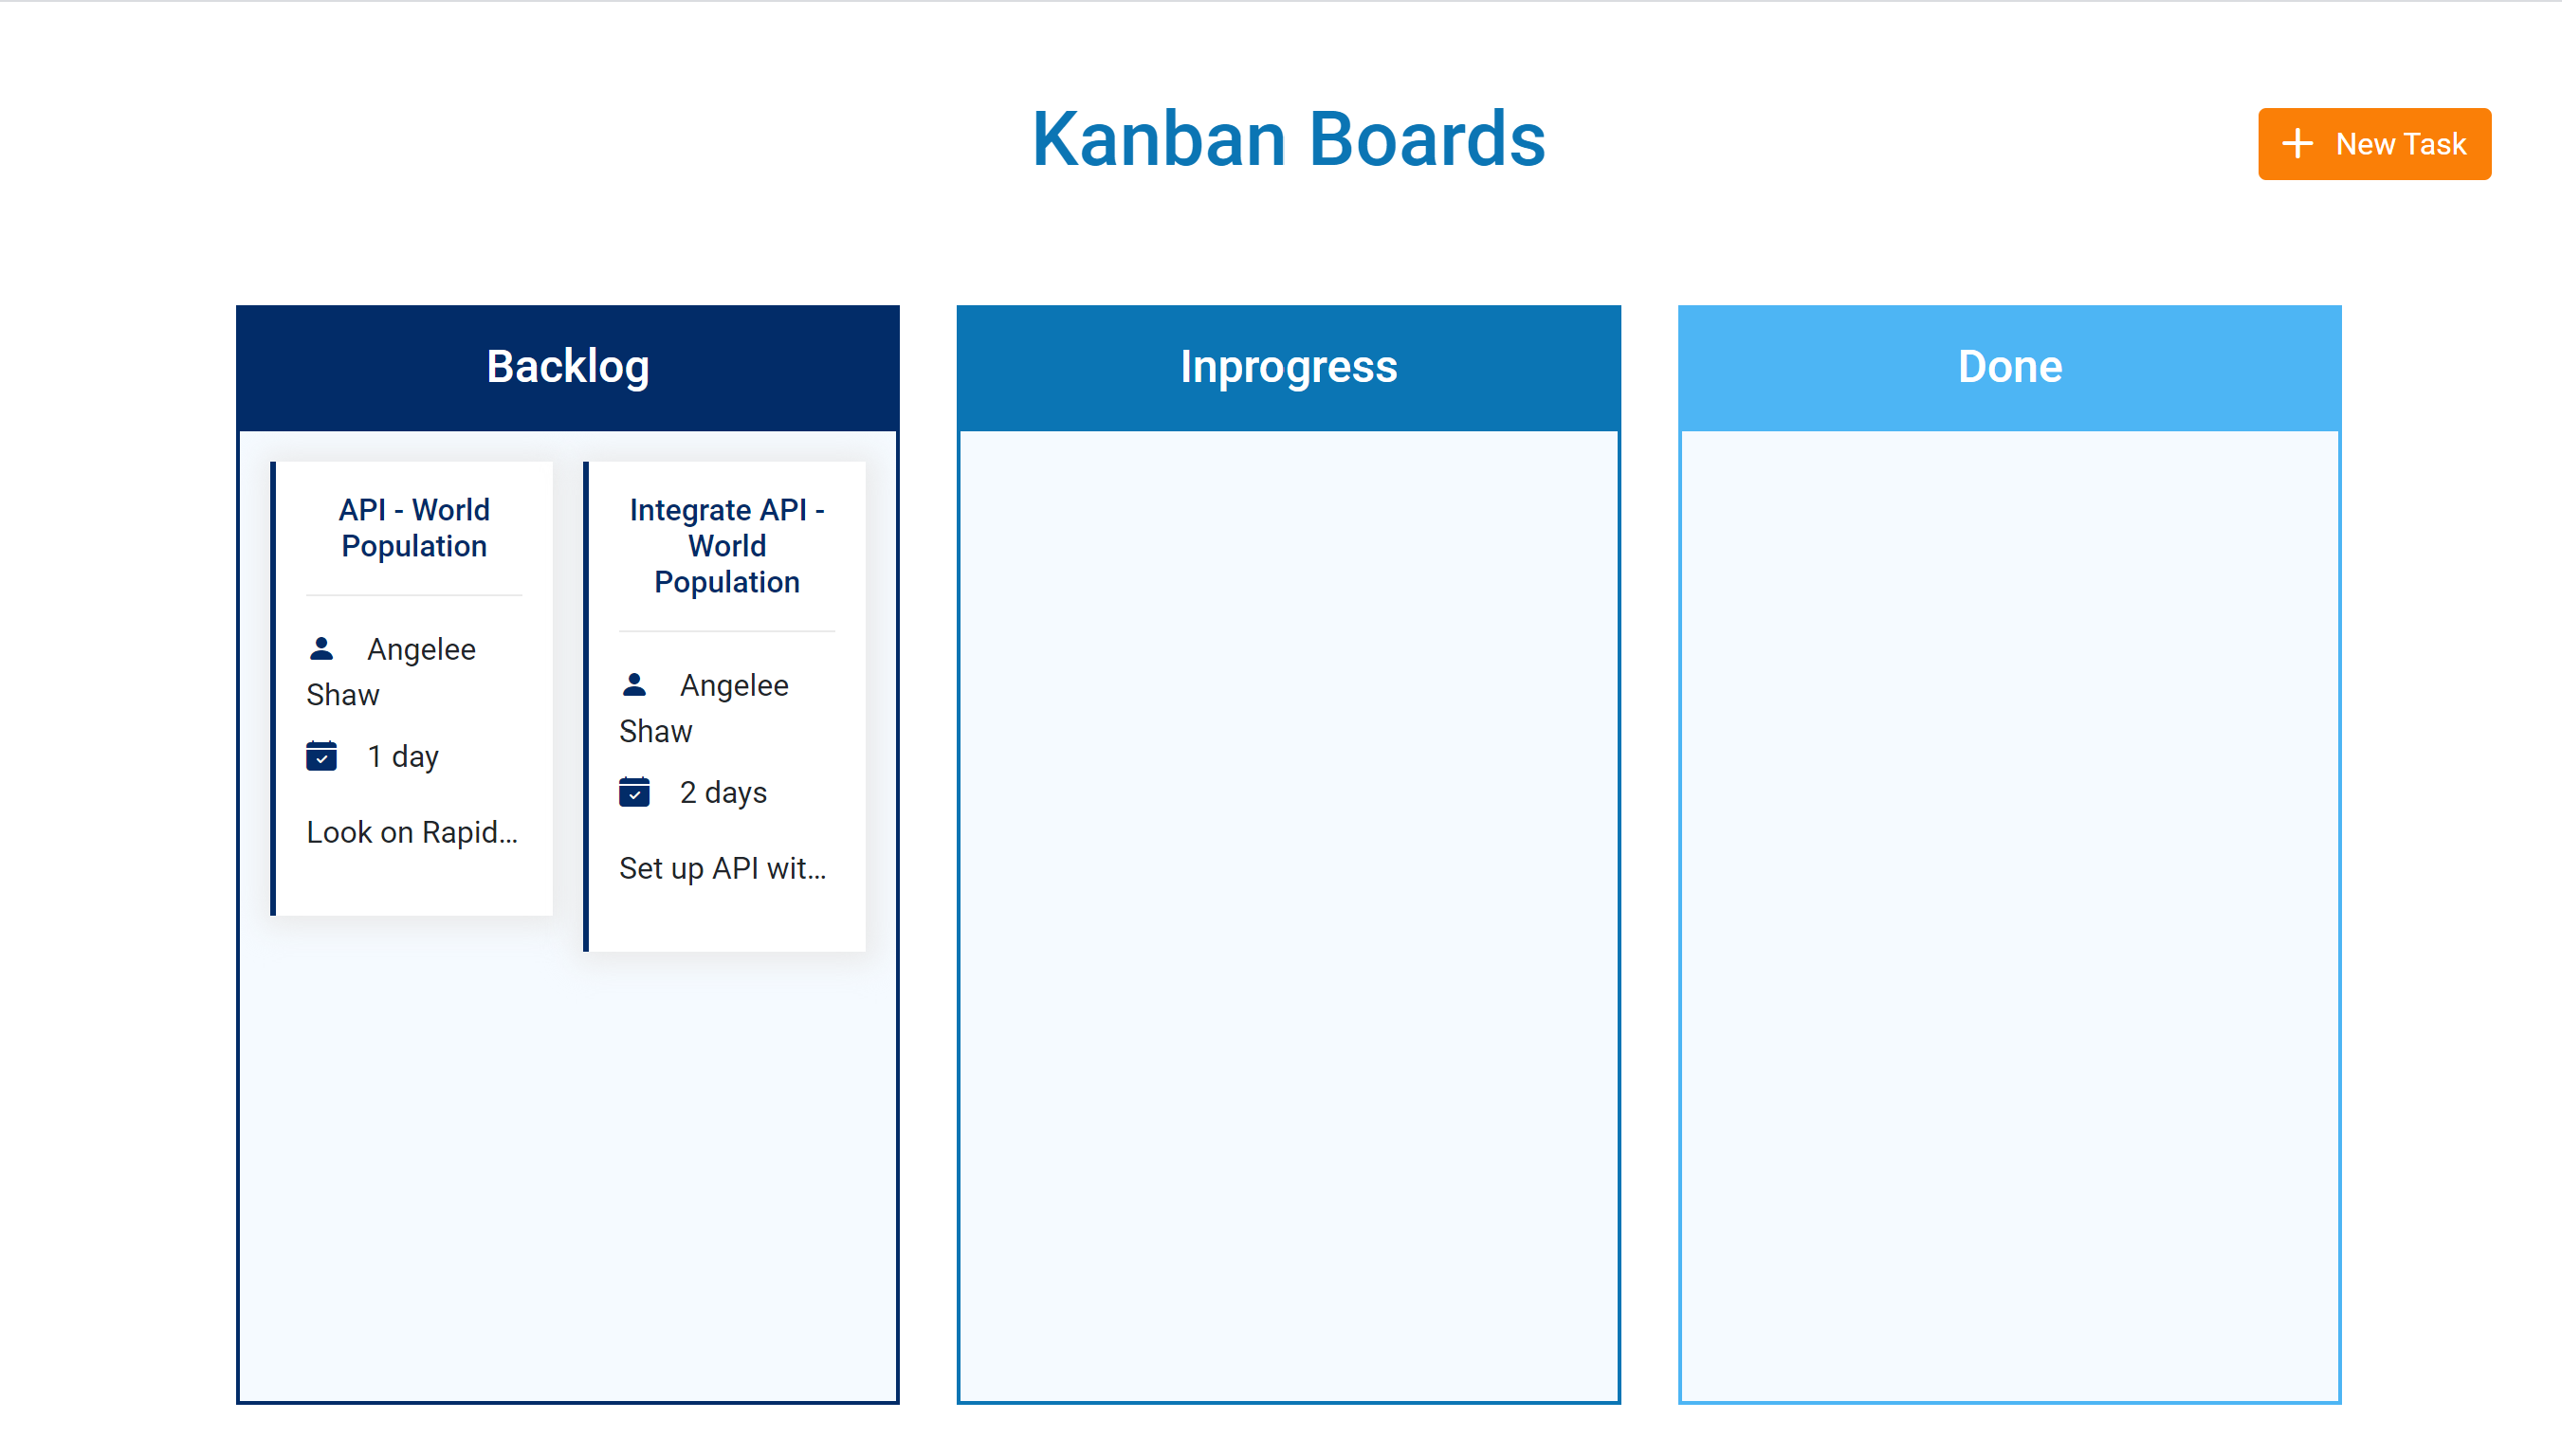 Kanban Boards
New Task
Backlog
API - World
Population
Angelee
Shaw
1 day
Look on Rapid...
Integrate API -
World
Population
Angelee
Shaw
2 days
Set up API wit...
Inprogress
Done